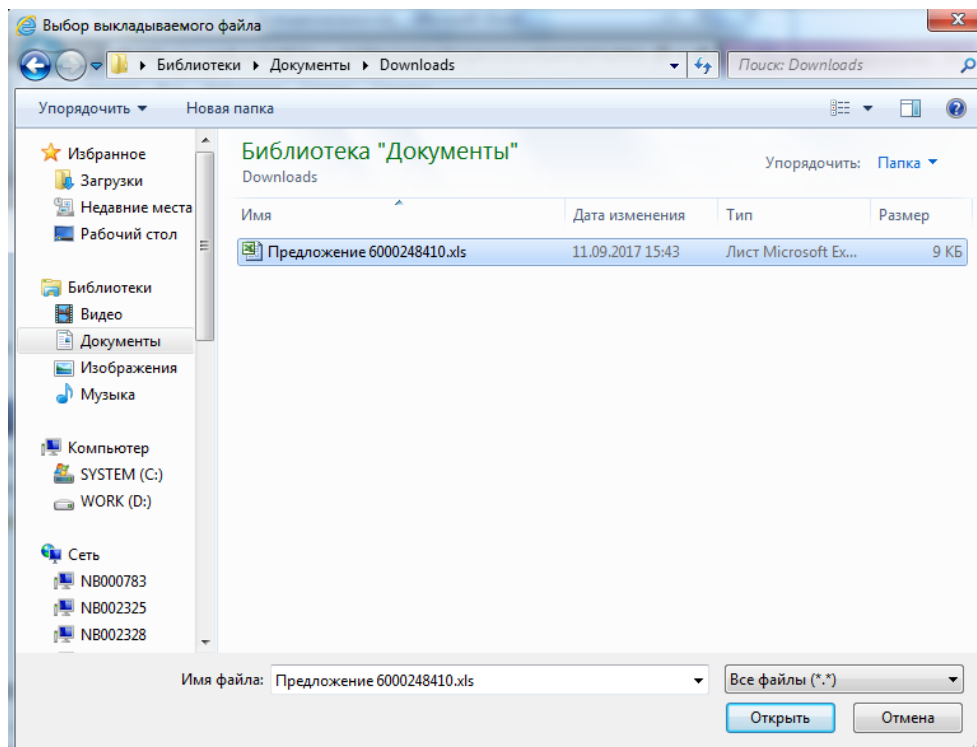 Выбор выкладываемого файла
Библиотеки Документы Downloads
Поиск: Downloads
Упорядочить Новая папка
Избранное
Загрузки
Недавние места
Рабочий стол
Библиотеки
Видео
Документы
Изображения
Музыка
Компьютер
SYSTEM (C:)
WORK (D:)
Сеть
NB000783
NB002325
NB002328
Библиотека "Документы"
Downloads
Упорядочить: Папка
Имя Дата изменения Тип Размер
Предложение 6000248410.xls 11.09.2017 15:43 Лист Microsoft Ex... 9 КБ
Имя файла: Предложение 6000248410.xls Все файлы (*.*)
Открыть Отмена